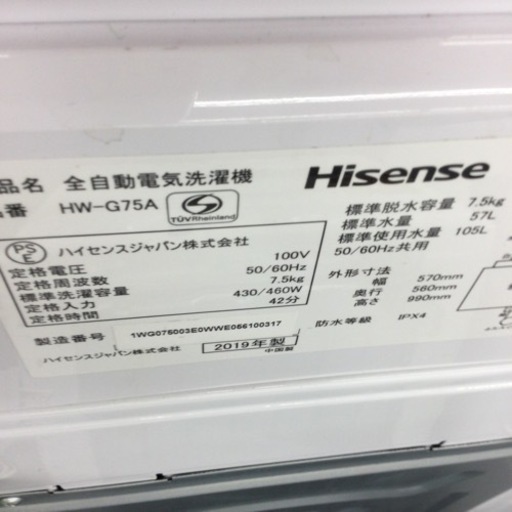 品名 全自動電気洗濯機
番 HW-G75A
S
TÜVRheinland
Hisense
標準脱水容量 7.5kg
標準水量 57L
標準使用水量 105L
50/60Hz共用
PS
E
ハイセンスジャパン株式会社
定格電圧 100V
定格周波数 50/60Hz
標準洗濯容量 7.5kg
定格入力 430/460W
定格時間 42分
外形寸法
幅 570mm
奥行 560mm
高さ 990mm
防水等級 IPX4
製造番号 1WG075003E0WWE056100317
ハイセンスジャパン株式会社
2019年製
中国製